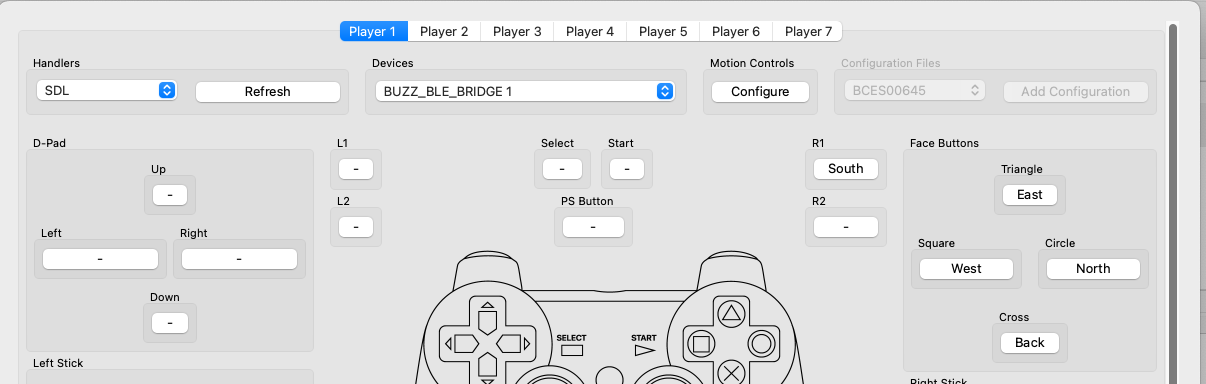 Player 1 Player 2 Player 3 Player 4 Player 5 Player 6 Player 7
Handlers Devices Motion Controls Configuration Files
SDL Refresh BUZZ_BLE_BRIDGE 1 Configure BCES00645 Add Configuration
D-Pad L1 Select Start R1 Face Buttons
Up Triangle
- - - - South East
L2 PS Button R2
- - -
Left Right Square Circle
- - West North
Down Cross
- Back
SELECT START
Left Stick
Right Stick